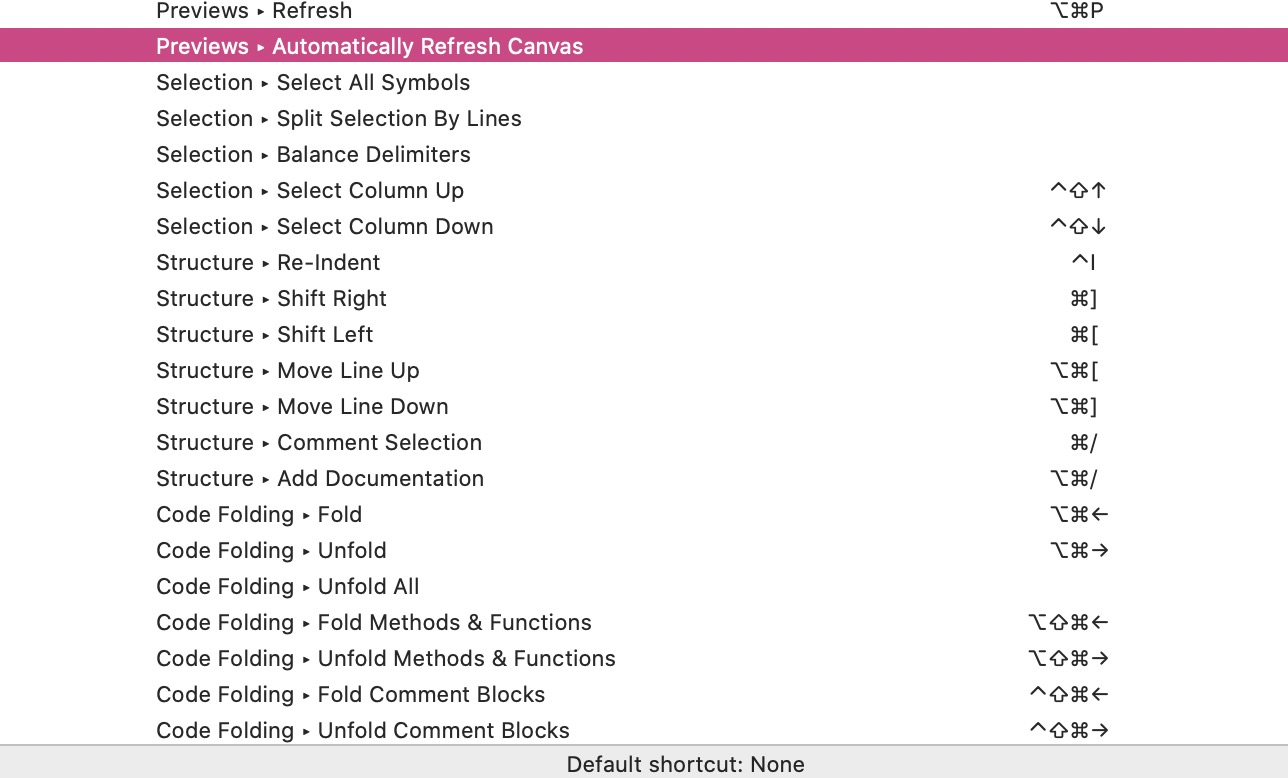 Previews ▸ Refresh ⌥⌘P
Previews ▸ Automatically Refresh Canvas
Selection ▸ Select All Symbols
Selection ▸ Split Selection By Lines
Selection ▸ Balance Delimiters
Selection ▸ Select Column Up ^⇧↑
Selection ▸ Select Column Down ^⇧↓
Structure ▸ Re-Indent ^I
Structure ▸ Shift Right ⌘]
Structure ▸ Shift Left ⌘[
Structure ▸ Move Line Up ⌥⌘[
Structure ▸ Move Line Down ⌥⌘]
Structure ▸ Comment Selection ⌘/
Structure ▸ Add Documentation ⌥⌘/
Code Folding ▸ Fold ⌥⌘←
Code Folding ▸ Unfold ⌥⌘→
Code Folding ▸ Unfold All
Code Folding ▸ Fold Methods & Functions ⌥⇧⌘←
Code Folding ▸ Unfold Methods & Functions ⌥⇧⌘→
Code Folding ▸ Fold Comment Blocks ^⇧⌘←
Code Folding ▸ Unfold Comment Blocks ^⇧⌘→
Default shortcut: None